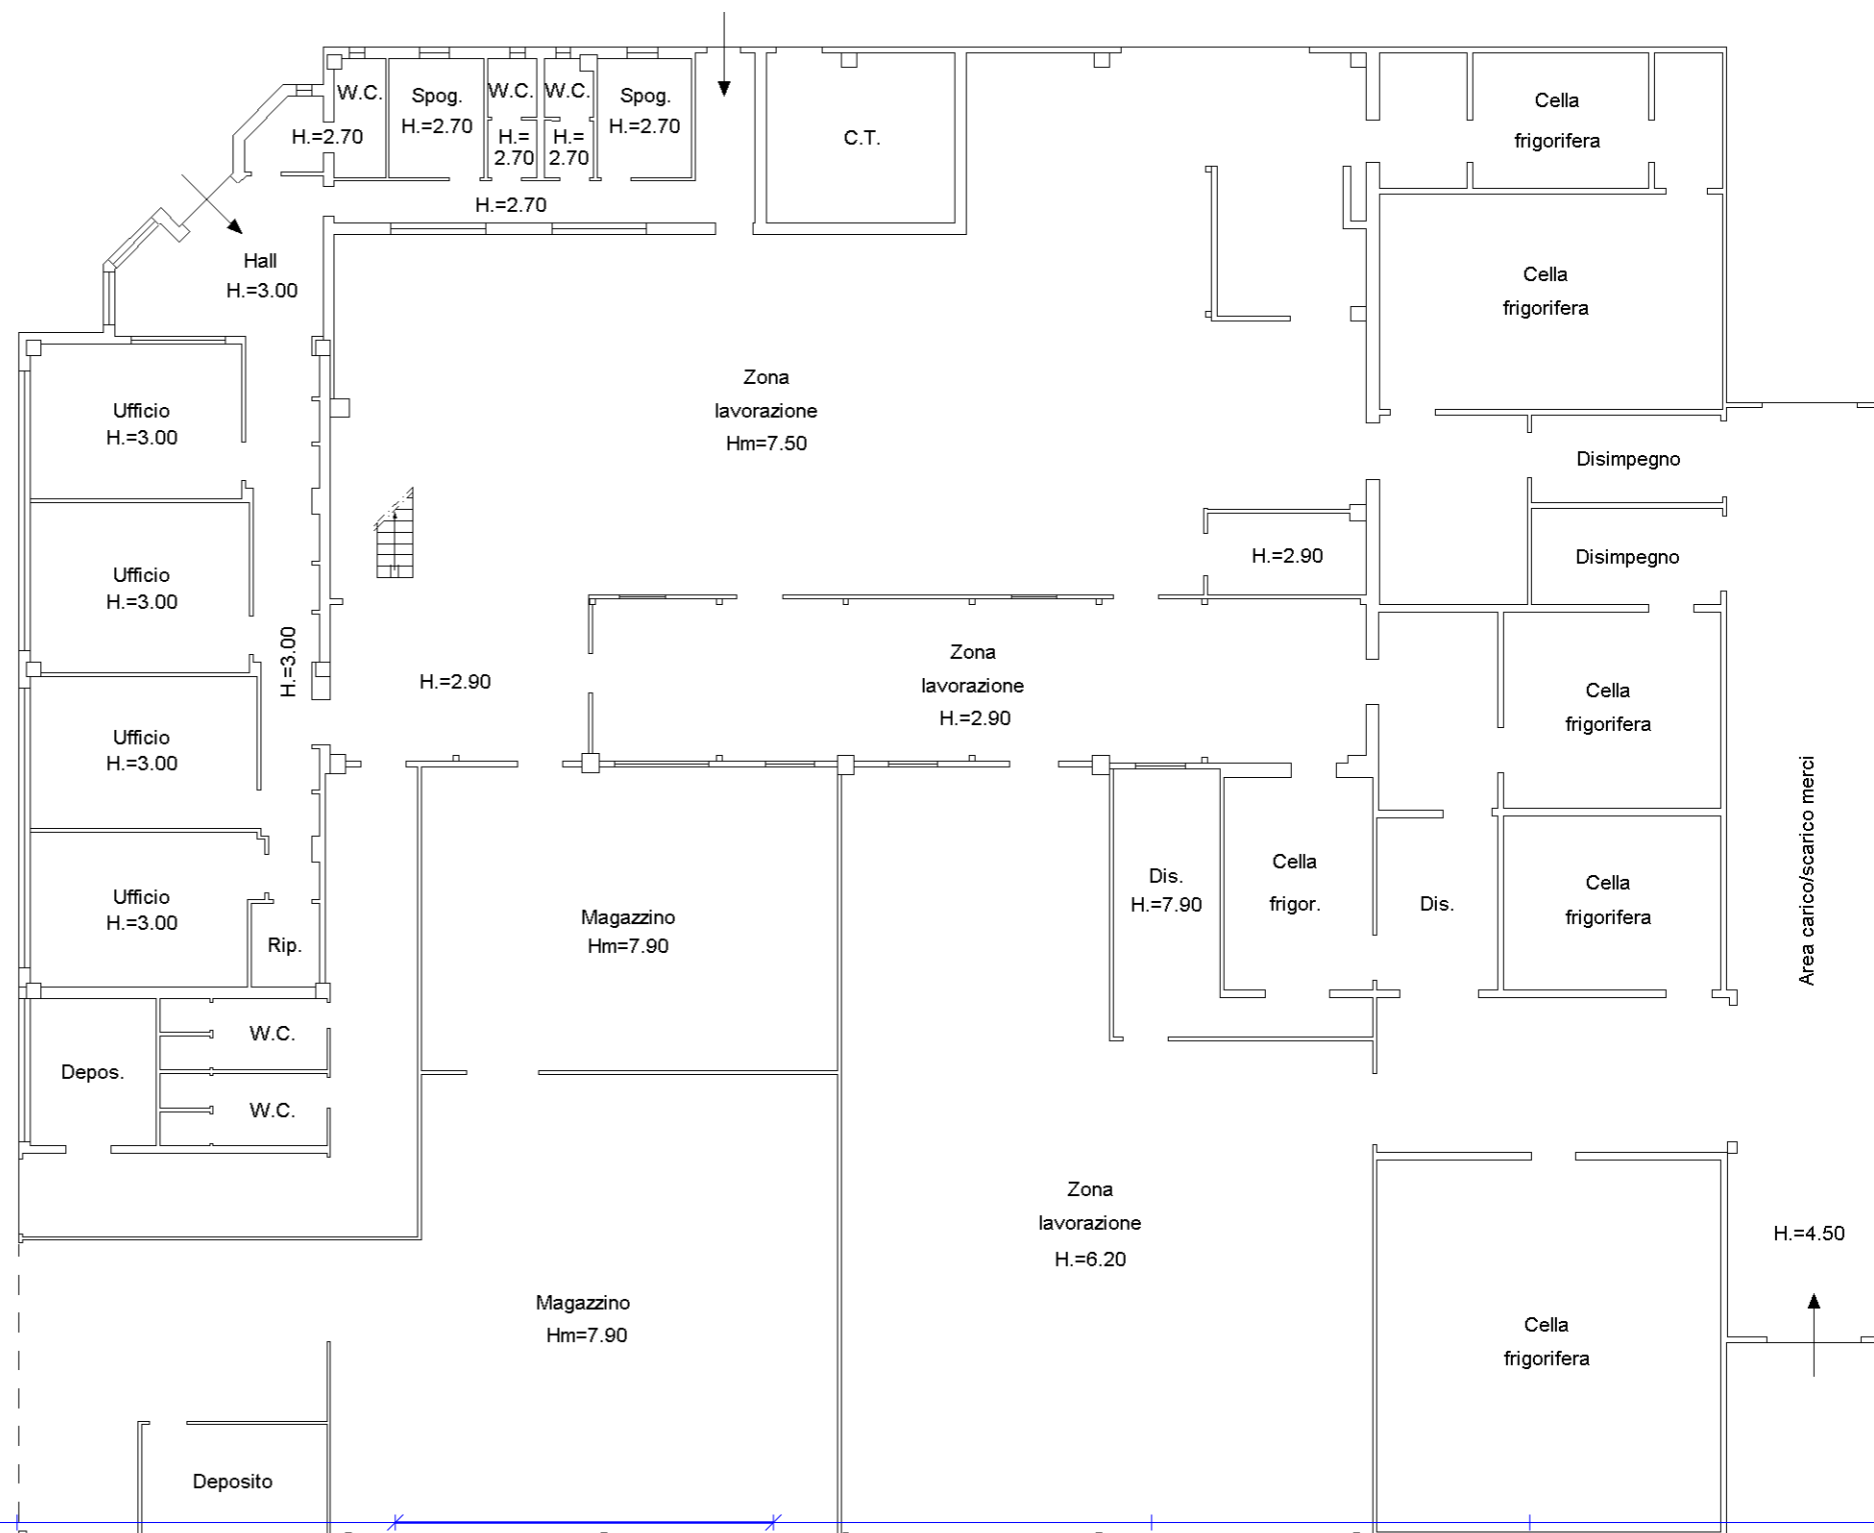 W.C.
H.=2.70
Spog.
H.=2.70
W.C.
H.=
2.70
W.C.
H.=
2.70
Spog.
H.=2.70
H.=2.70
C.T.
Cella
frigorifera
Cella
frigorifera
Hall
H.=3.00
Zona
lavorazione
Hm=7.50
Ufficio
H.=3.00
Disimpegno
Disimpegno
H.=2.90
Ufficio
H.=3.00
H.=3.00
H.=2.90
Zona
lavorazione
H.=2.90
Cella
frigorifera
Ufficio
H.=3.00
Area carico/scarico merci
Ufficio
H.=3.00
Rip.
Magazzino
Hm=7.90
Dis.
H.=7.90
Cella
frigor.
Dis.
Cella
frigorifera
Depos.
W.C.
W.C.
Zona
lavorazione
H.=6.20
H.=4.50
Magazzino
Hm=7.90
Cella
frigorifera
Deposito